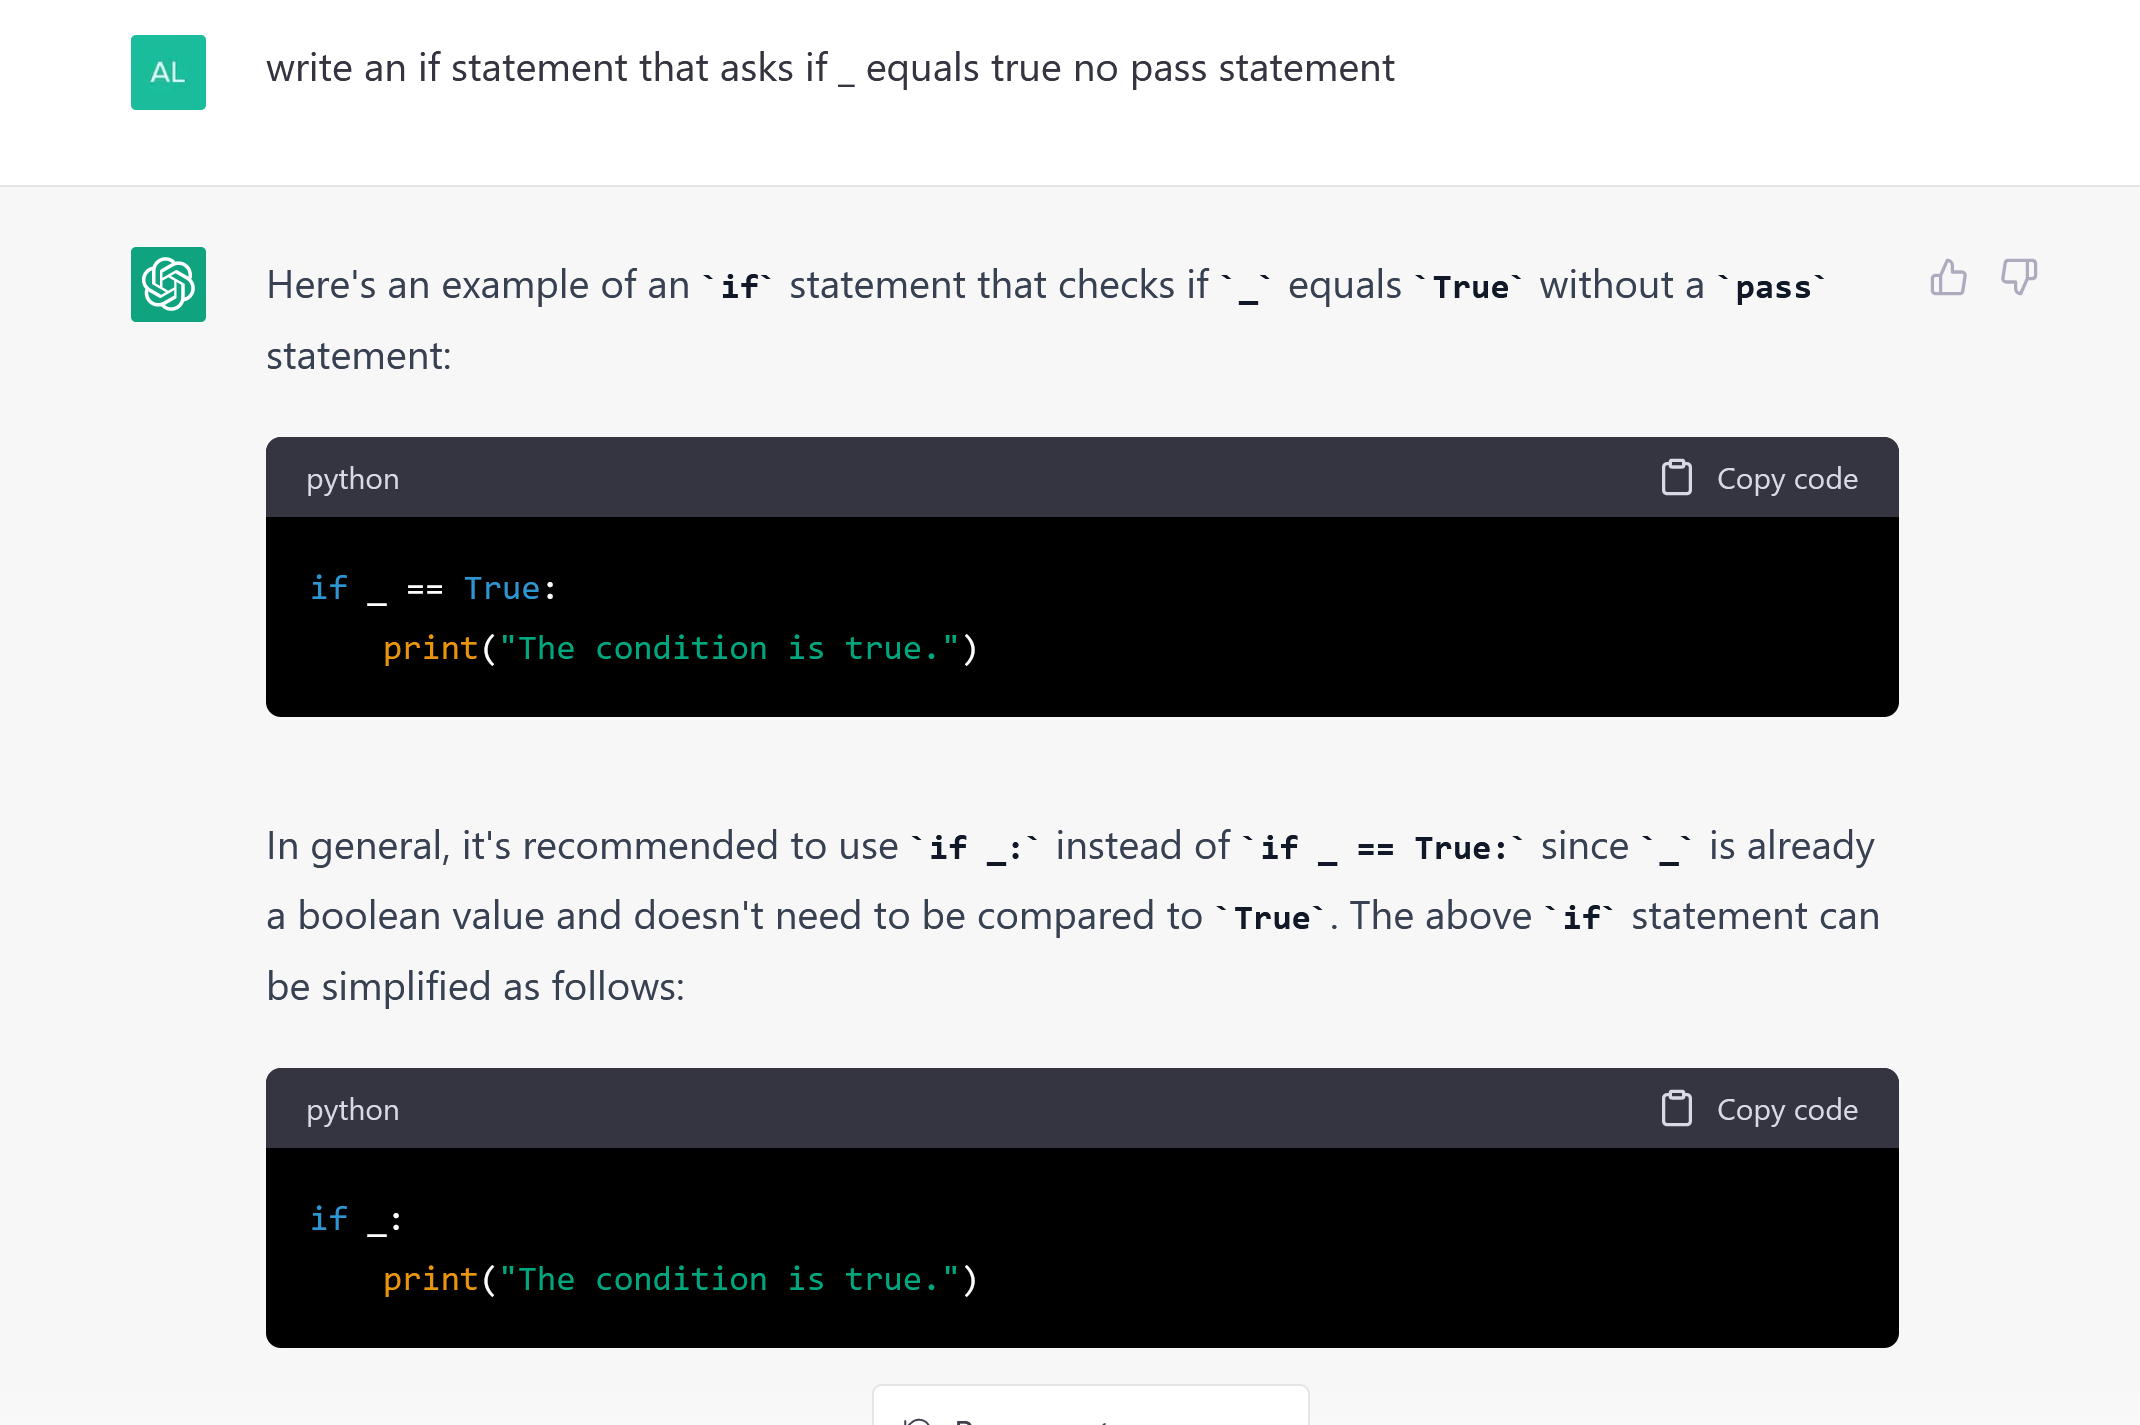 AL
write an if statement that asks if _ equals true no pass statement
Here's an example of an `if` statement that checks if `_` equals `True` without a `pass`
statement:
python
Copy code
if _ == True:
    print("The condition is true.")
In general, it's recommended to use `if _:` instead of `if _ == True:` since `_` is already
a boolean value and doesn't need to be compared to `True`. The above `if` statement can
be simplified as follows:
python
Copy code
if _:
    print("The condition is true.")